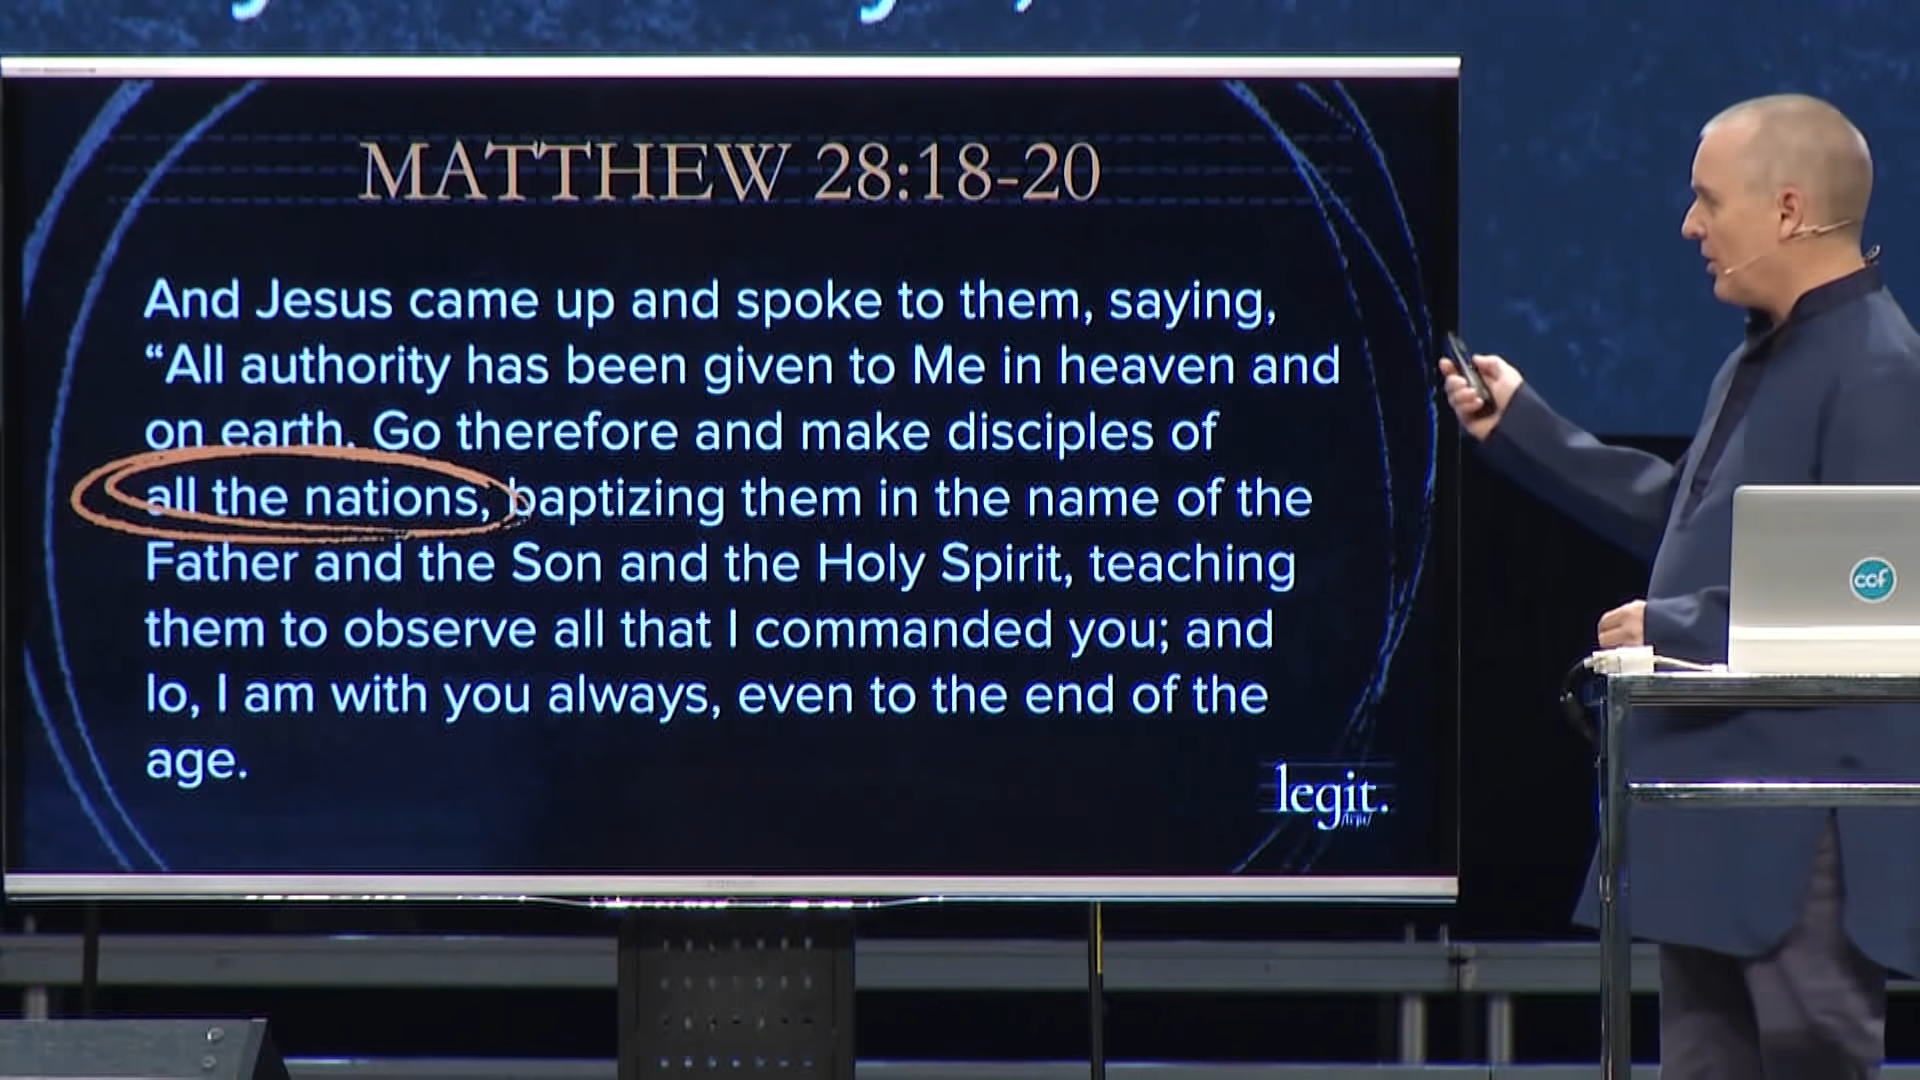 MATTHEW 28:18-20
And Jesus came up and spoke to them, saying,
“All authority has been given to Me in heaven and
on earth. Go therefore and make disciples of
all the nations, baptizing them in the name of the
Father and the Son and the Holy Spirit, teaching
them to observe all that I commanded you; and
lo, I am with you always, even to the end of the
age.
legit.
ccf